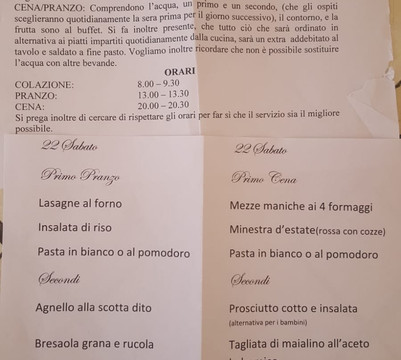 CENA/PRANZO: Comprendono l'acqua, un primo e un secondo, (che gli ospiti
sceglieranno quotidianamente la sera prima per il giorno successivo), il contorno, e la
frutta sono al buffet. Si fa inoltre presente, che tutto ciò che sarà ordinato in
alternativa ai piatti impartiti quotidianamente dalla cucina, sarà un extra addebitato al
tavolo e saldato a fine pasto. Vogliamo inoltre ricordare che non è possibile sostituire
l'acqua con altre bevande.
ORARI
COLAZIONE: 8.00 – 9.30
PRANZO: 13.00 – 13.30
CENA: 20.00 – 20.30
Si prega inoltre di cercare di rispettare gli orari per far si che il servizio sia il migliore
possibile.
22 Sabato
Primo Pranzo
Lasagne al forno
Insalata di riso
Pasta in bianco o al pomodoro
Secondi
Agnello alla scotta dito
Bresaola grana e rucola
22 Sabato
Primo Cena
Mezze maniche ai 4 formaggi
Minestra d'estate(rossa con cozze)
Pasta in bianco o al pomodoro
Secondi
Prosciutto cotto e insalata
(alternativa per i bambini)
Tagliata di maialino all'aceto